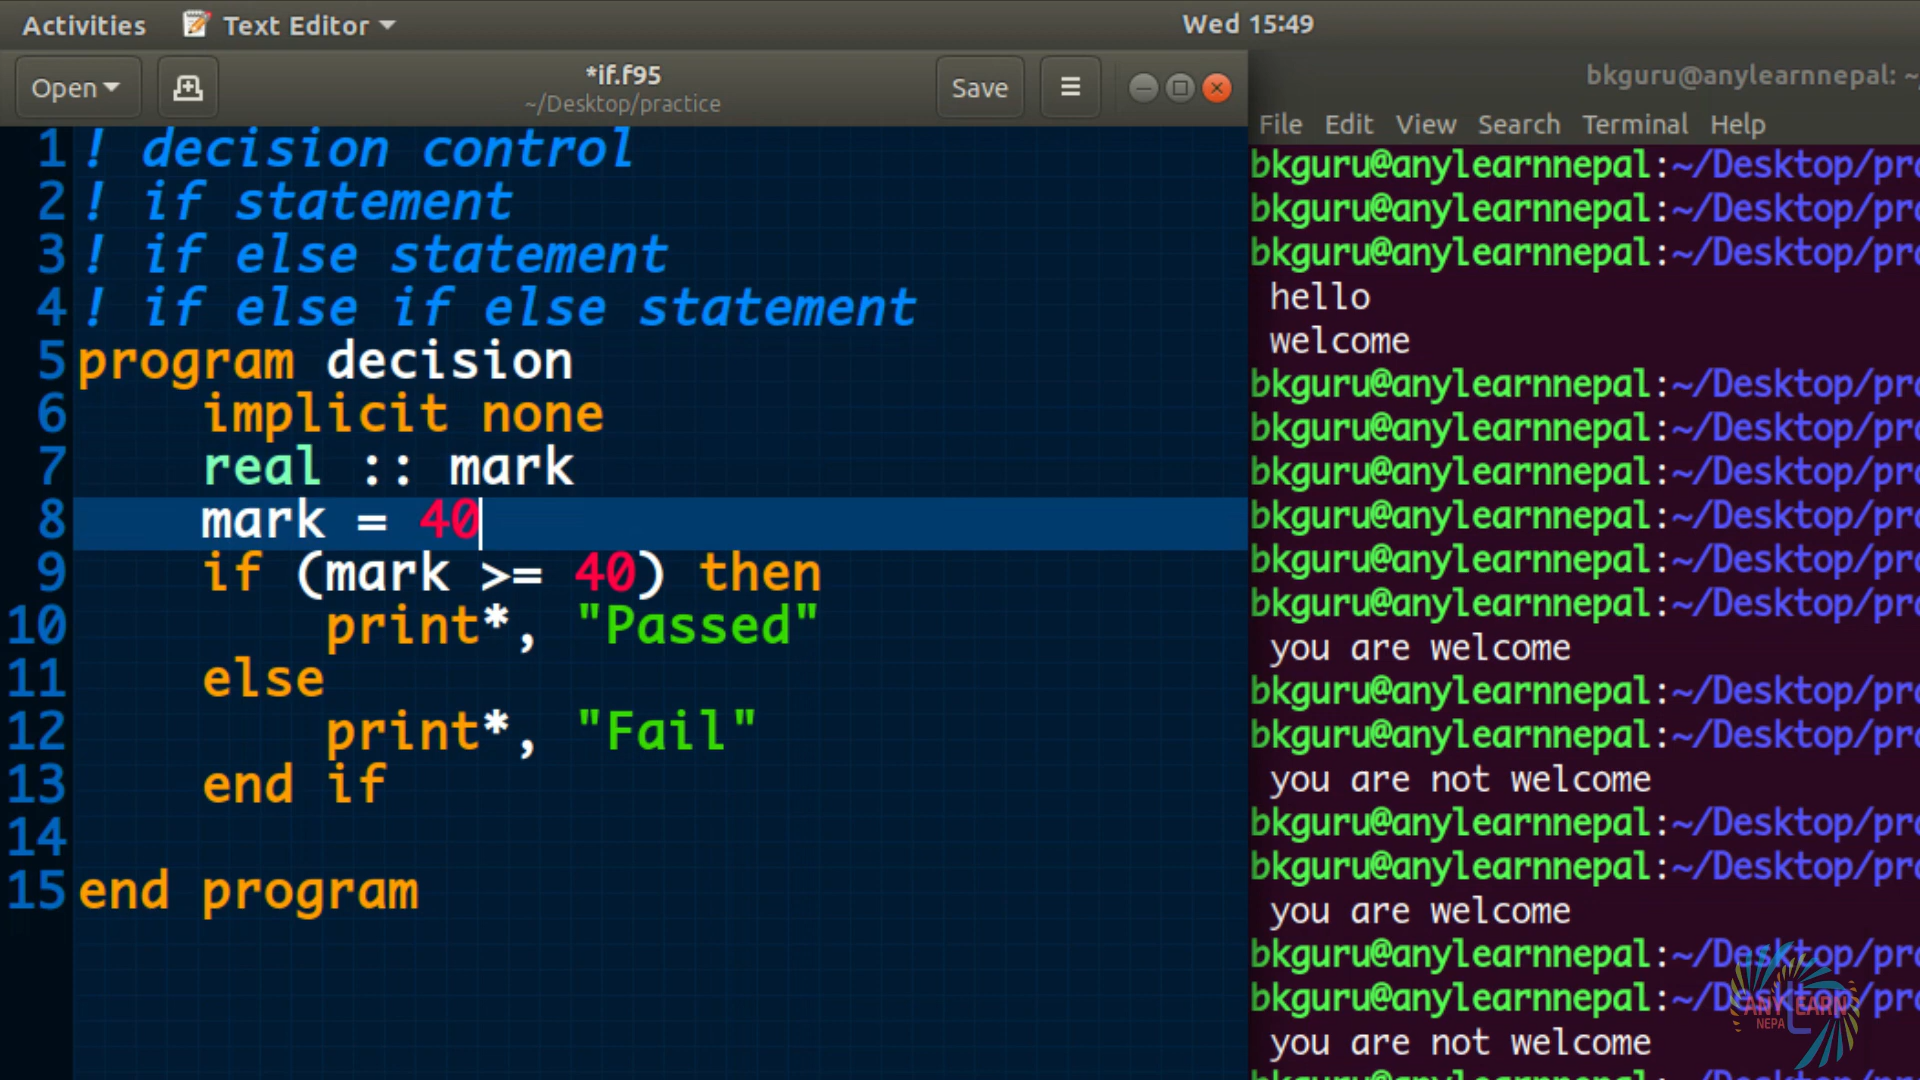 Activities Text Editor Wed 15:49
Open *if.f95 Save
~/Desktop/practice
1 ! decision control
2 ! if statement
3 ! if else statement
4 ! if else if else statement
5 program decision
6 implicit none
7 real :: mark
8 mark = 40
9 if (mark >= 40) then
10 print*, "Passed"
11 else
12 print*, "Fail"
13 end if
14
15 end program
bkguru@anylearnnepal: ~
File Edit View Search Terminal Help
bkguru@anylearnnepal:~/Desktop/pr
bkguru@anylearnnepal:~/Desktop/pr
bkguru@anylearnnepal:~/Desktop/pr
hello
welcome
bkguru@anylearnnepal:~/Desktop/pr
bkguru@anylearnnepal:~/Desktop/pr
bkguru@anylearnnepal:~/Desktop/pr
bkguru@anylearnnepal:~/Desktop/pr
bkguru@anylearnnepal:~/Desktop/pr
bkguru@anylearnnepal:~/Desktop/pr
you are welcome
bkguru@anylearnnepal:~/Desktop/pr
bkguru@anylearnnepal:~/Desktop/pr
you are not welcome
bkguru@anylearnnepal:~/Desktop/pr
bkguru@anylearnnepal:~/Desktop/pr
you are welcome
bkguru@anylearnnepal:~/Desktop/pr
bkguru@anylearnnepal:~/Desktop/pr
ANY LEARN
NEPA
you are not welcome